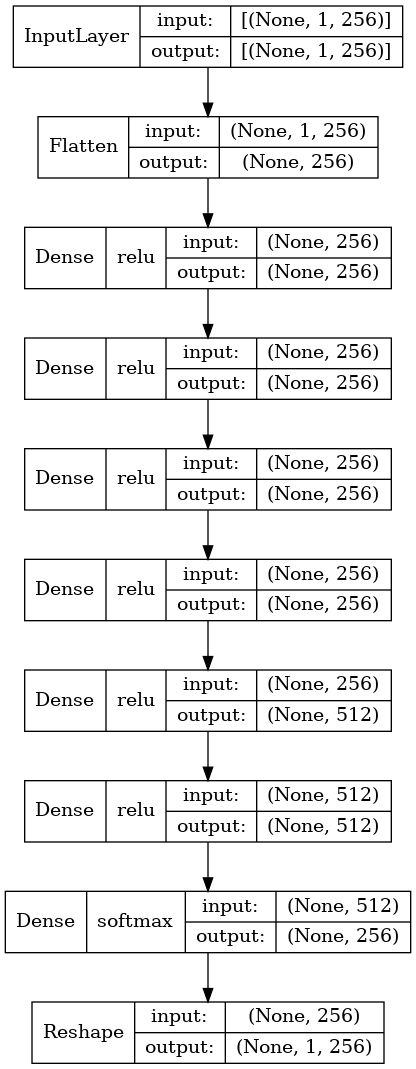 InputLayer input: [(None, 1, 256)]
output: [(None, 1, 256)]
Flatten input: (None, 1, 256)
output: (None, 256)
Dense relu input: (None, 256)
output: (None, 256)
Dense relu input: (None, 256)
output: (None, 256)
Dense relu input: (None, 256)
output: (None, 256)
Dense relu input: (None, 256)
output: (None, 256)
Dense relu input: (None, 256)
output: (None, 512)
Dense relu input: (None, 512)
output: (None, 512)
Dense softmax input: (None, 512)
output: (None, 256)
Reshape input: (None, 256)
output: (None, 1, 256)